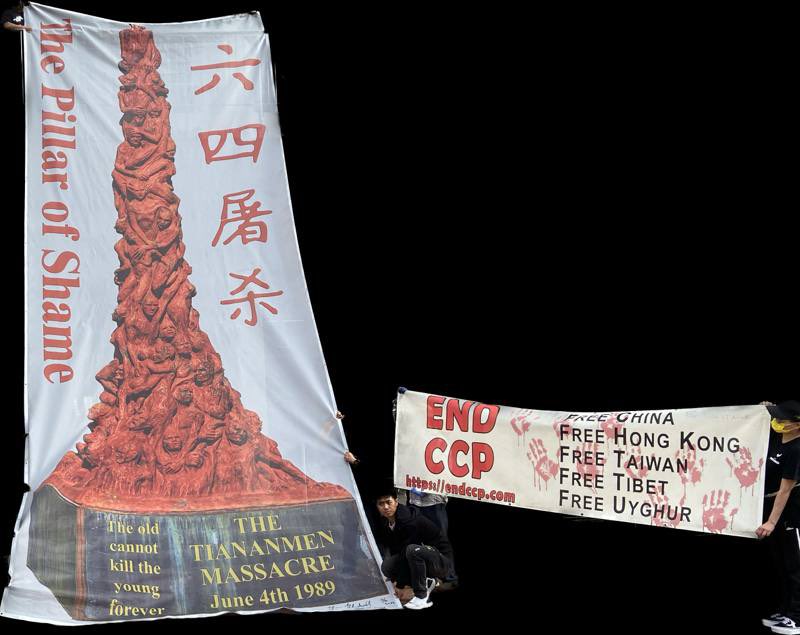 The Pillar of Shame
六四屠杀
The old
cannot
kill the
young
forever
THE
TIANANMEN
MASSACRE
June 4th 1989
END
CCP
https://endccp.com
FREE CHINA
FREE HONG KONG
FREE TAIWAN
FREE TIBET
FREE UYGHUR